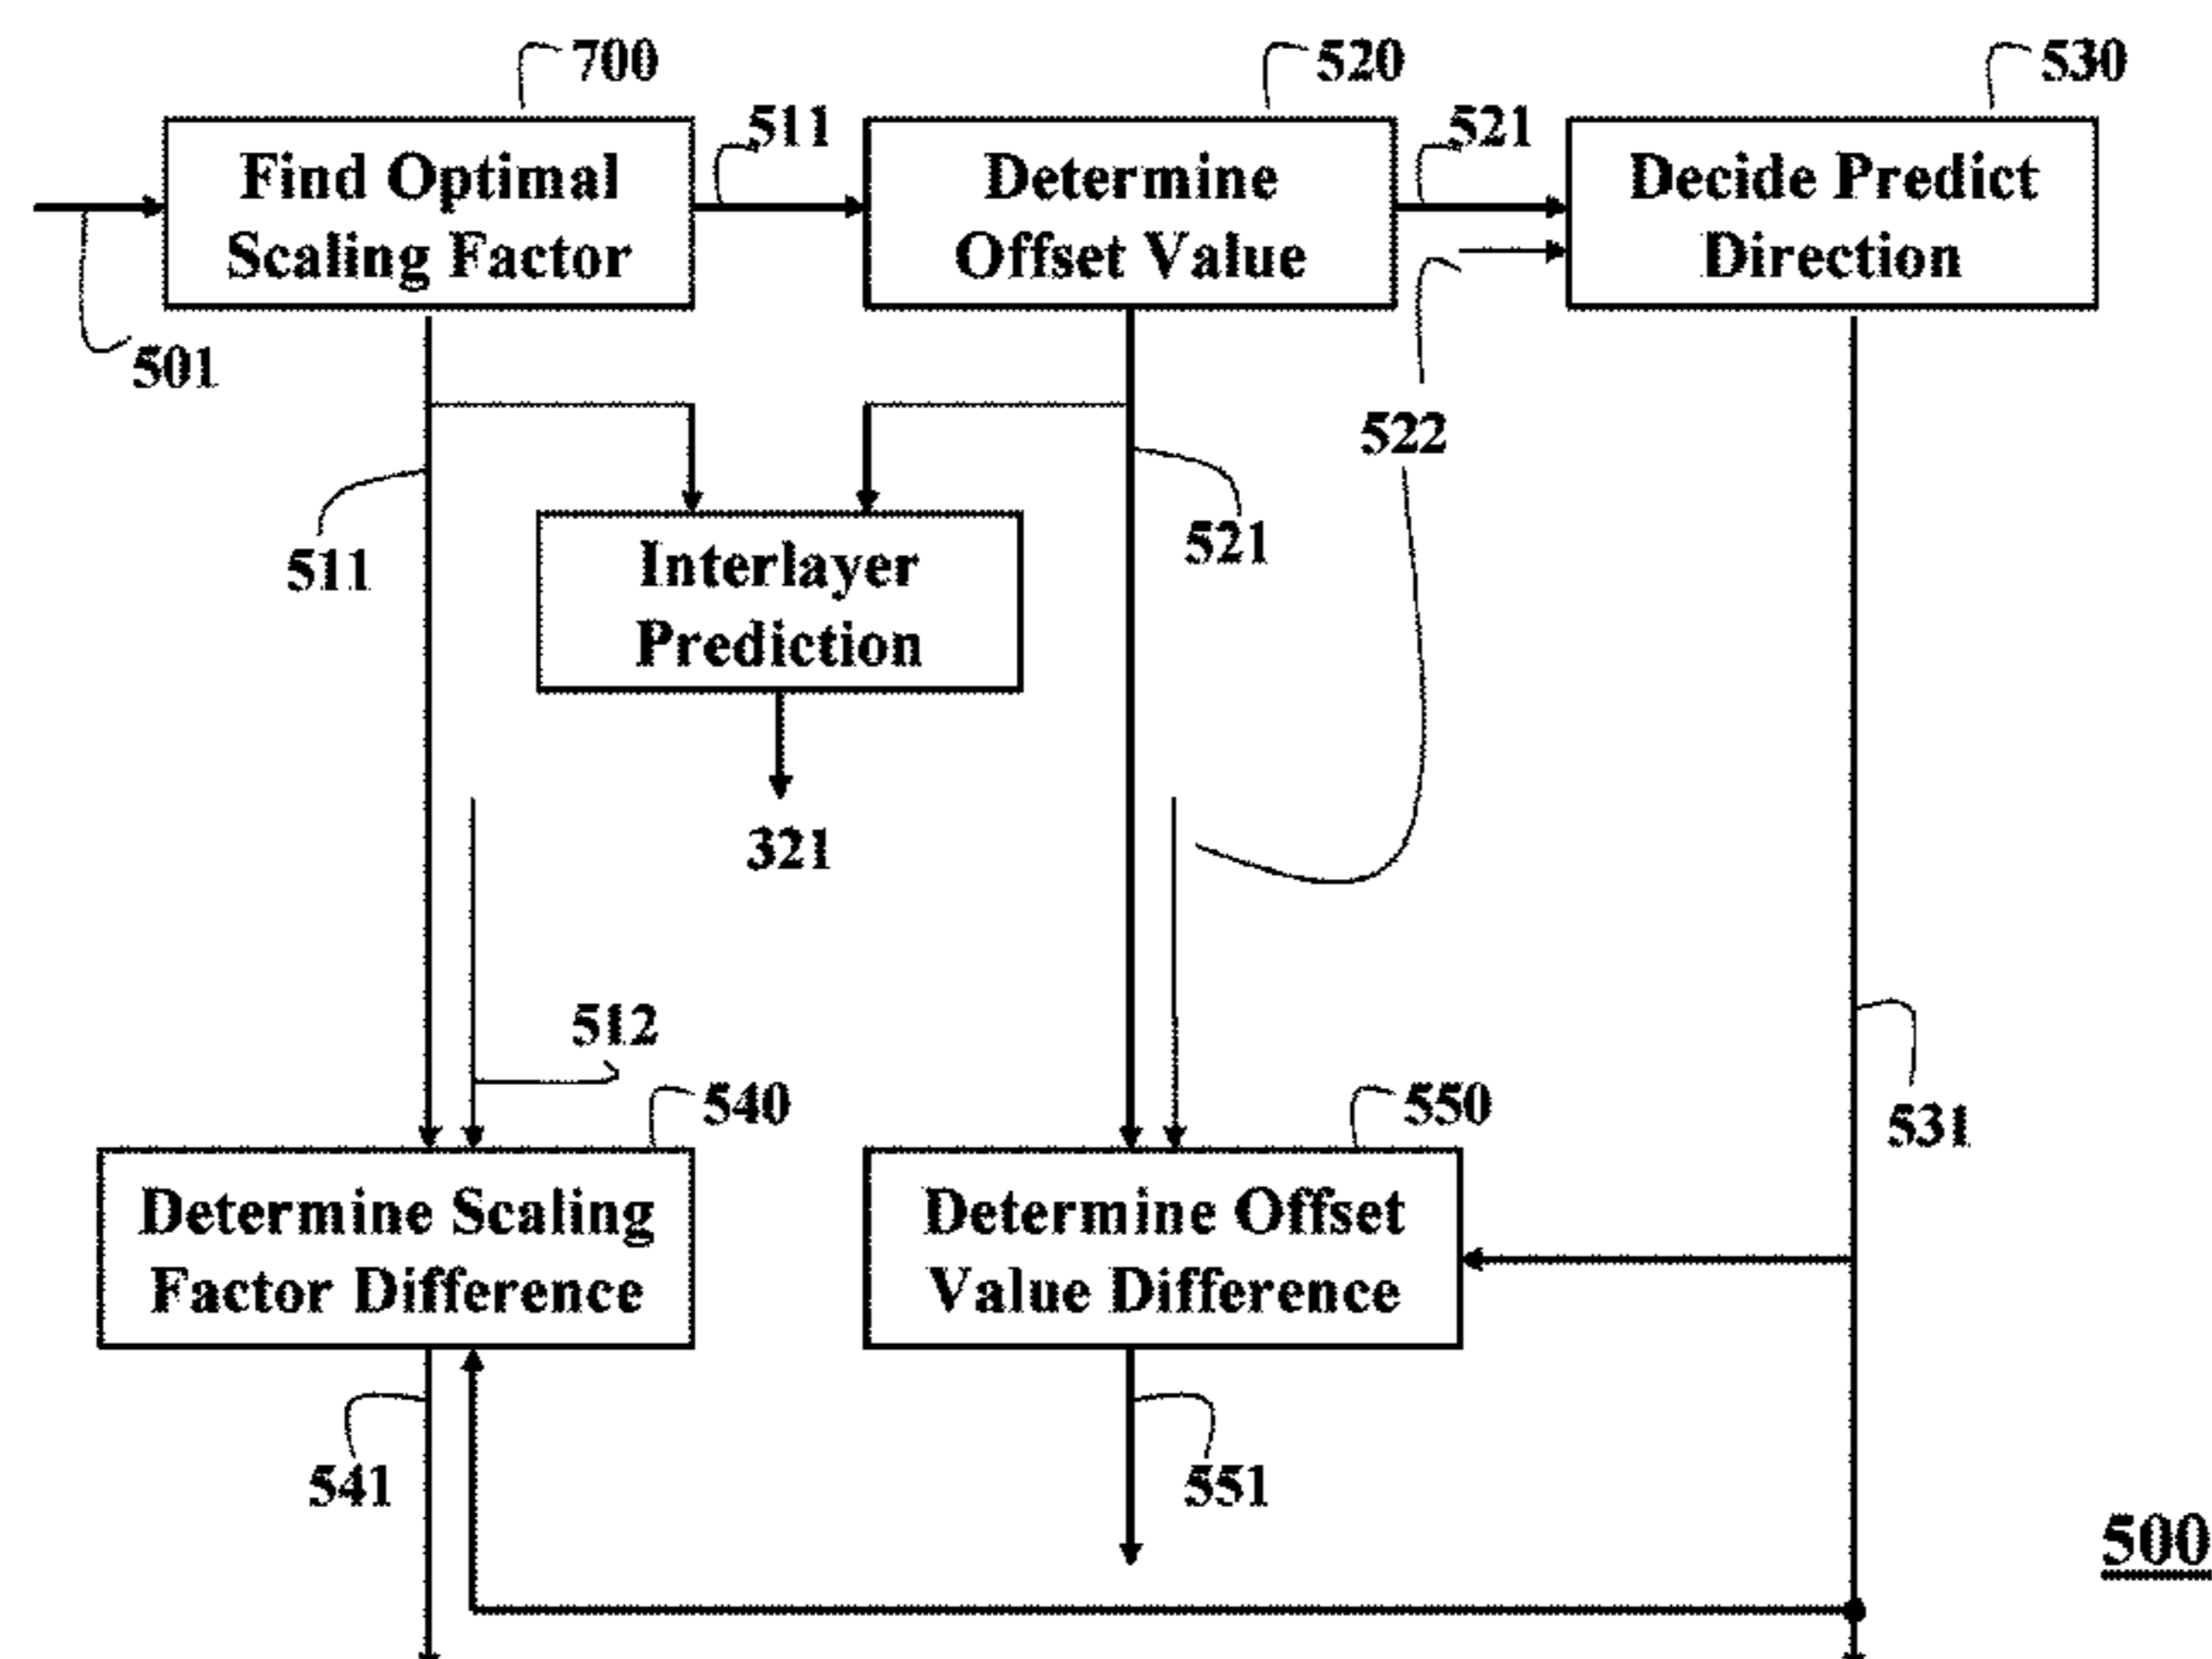 700
520
530
511
521
Find Optimal
Scaling Factor
Determine
Offset Value
Decide Predict
Direction
501
522
511
521
Interlayer
Prediction
321
512
540
550
531
Determine Scaling
Factor Difference
Determine Offset
Value Difference
541
551
500